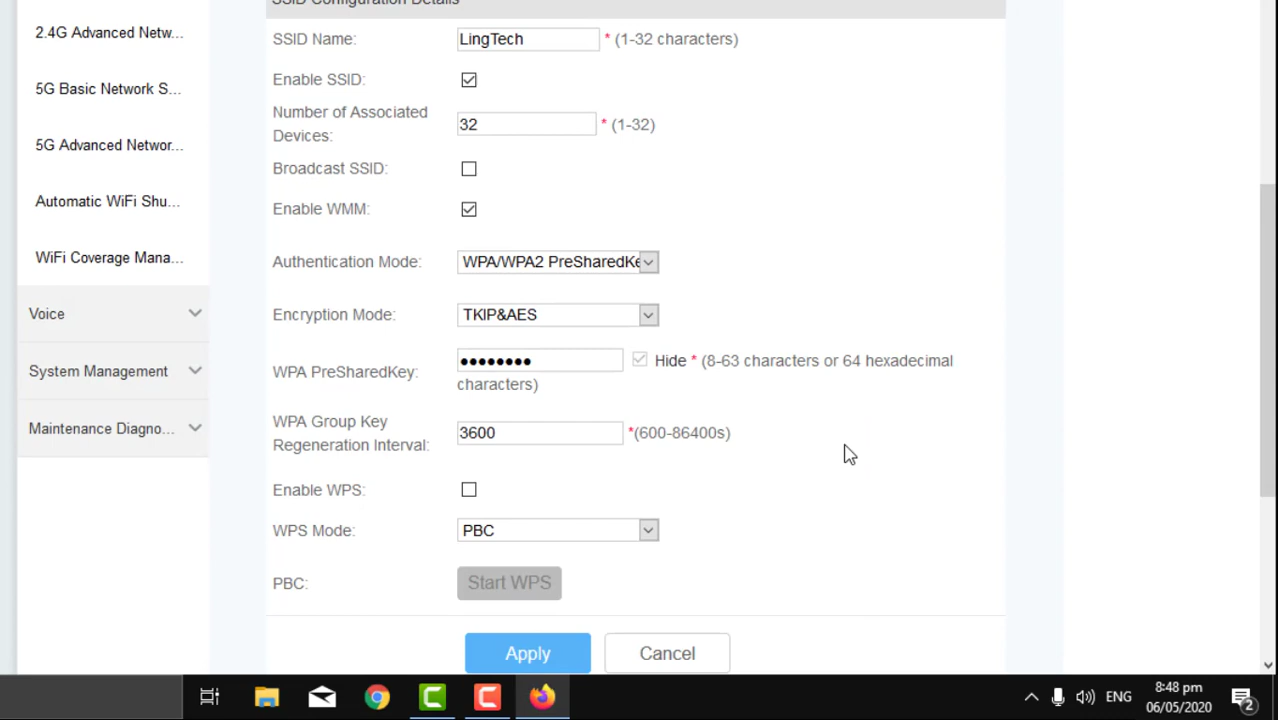 SSID Configuration Details
2.4G Advanced Netw...
SSID Name: LingTech * (1-32 characters)
Enable SSID:
5G Basic Network S...
Number of Associated
Devices: 32 * (1-32)
5G Advanced Networ...
Broadcast SSID:
Automatic WiFi Shu...
Enable WMM:
WiFi Coverage Mana...
Authentication Mode: WPA/WPA2 PreSharedKe
Voice
Encryption Mode: TKIP&AES
System Management
WPA PreSharedKey: ●●●●●●●● Hide * (8-63 characters or 64 hexadecimal
characters)
Maintenance Diagno...
WPA Group Key
Regeneration Interval: 3600 *(600-86400s)
Enable WPS:
WPS Mode: PBC
PBC: Start WPS
Apply Cancel
ENG 8:48 pm
06/05/2020 2